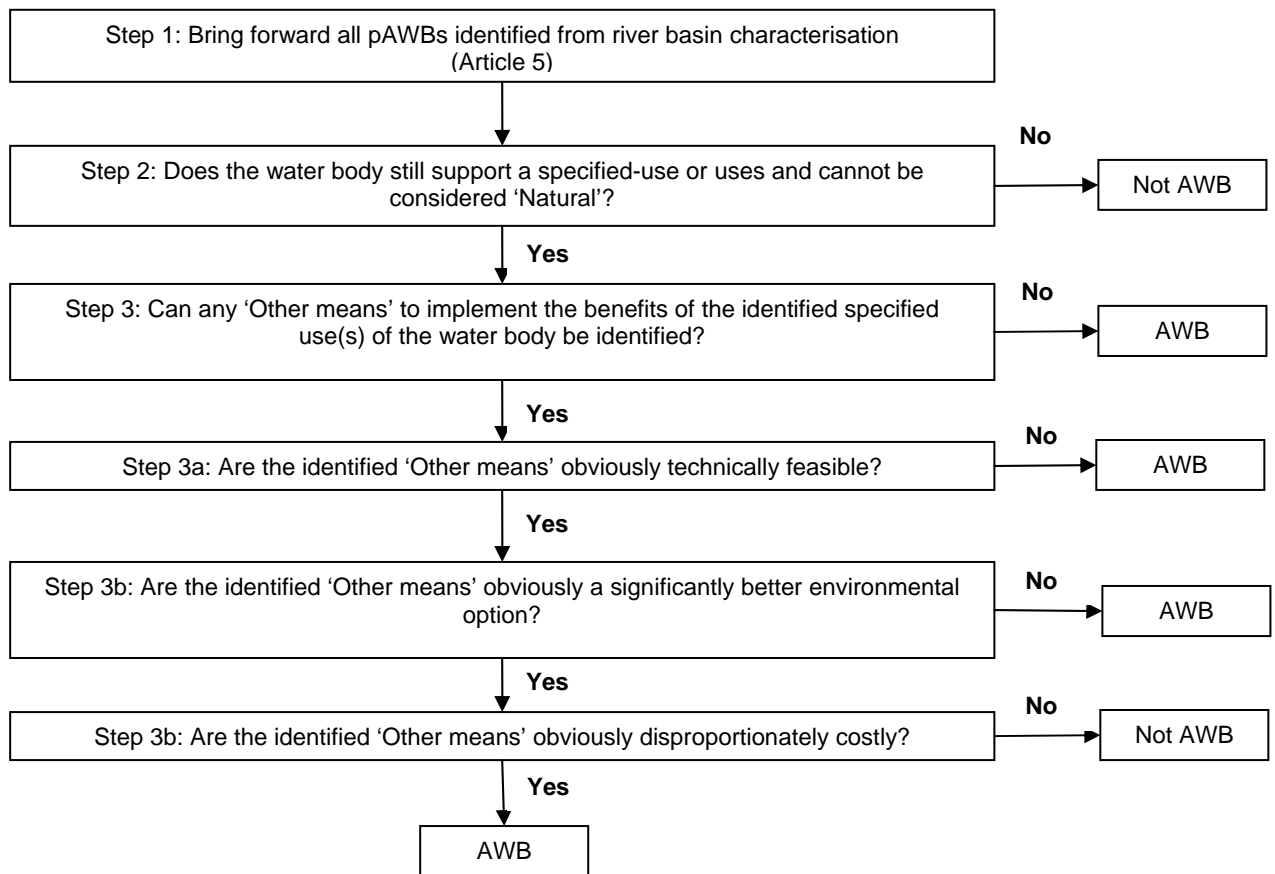 Step 1: Bring forward all pAWBs identified from river basin characterisation
(Article 5)
No
Step 2: Does the water body still support a specified-use or uses and cannot be
considered ‘Natural’?
Not AWB
Yes
No
Step 3: Can any ‘Other means’ to implement the benefits of the identified specified
use(s) of the water body be identified?
AWB
Yes
No
Step 3a: Are the identified ‘Other means’ obviously technically feasible?
AWB
Yes
No
Step 3b: Are the identified ‘Other means’ obviously a significantly better environmental
option?
AWB
Yes
No
Step 3b: Are the identified ‘Other means’ obviously disproportionately costly?
Not AWB
Yes
AWB